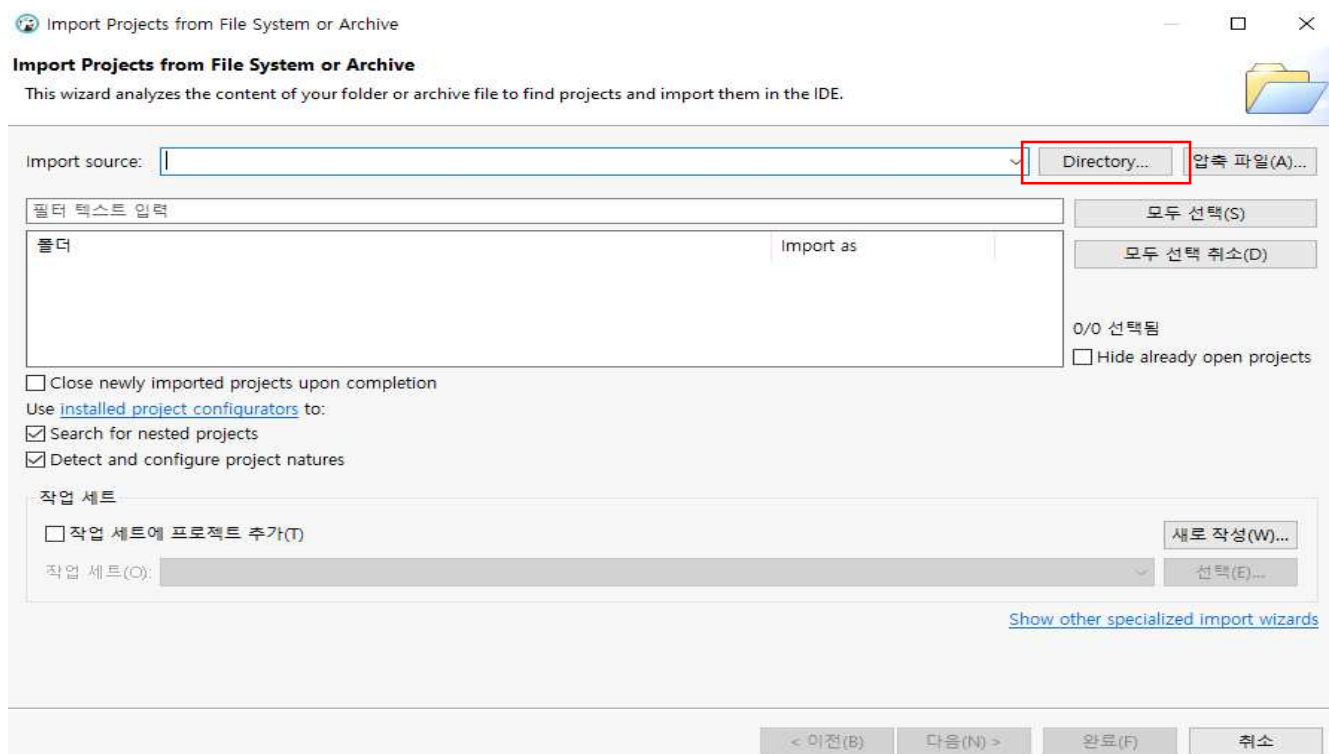 Import Projects from File System or Archive
Import Projects from File System or Archive
This wizard analyzes the content of your folder or archive file to find projects and import them in the IDE.
Import source: Directory... 압축 파일(A)...
필터 텍스트 입력 모두 선택(S)
폴더 Import as
모두 선택 취소(D)
0/0 선택됨
Hide already open projects
Close newly imported projects upon completion
Use installed project configurators to:
Search for nested projects
Detect and configure project natures
작업 세트
작업 세트에 프로젝트 추가(T) 새로 작성(W)...
작업 세트(O): 선택(E)...
Show other specialized import wizards
< 이전(B) 다음(N) > 완료(F) 취소